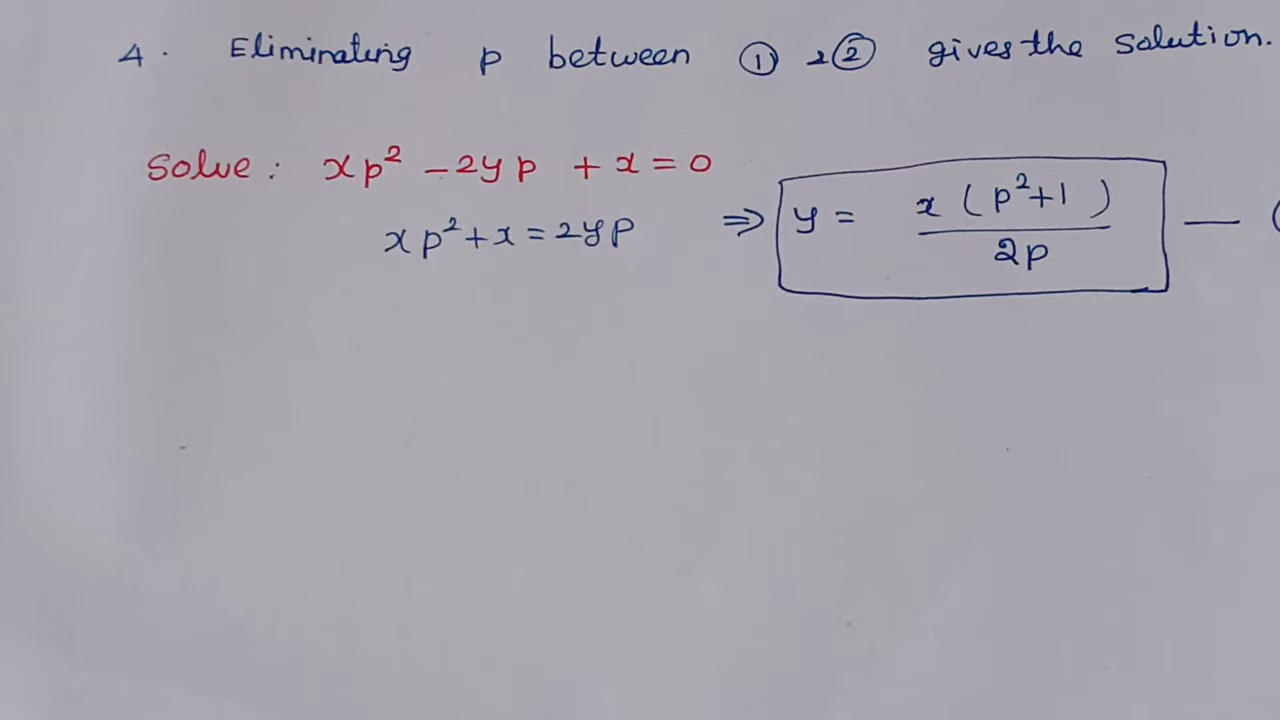 4. Eliminating p between ① & ② gives the solution.
Solve: xp² - 2yp + x = 0
xp² + x = 2yp ⇒ y = x(p²+1)/2p — (